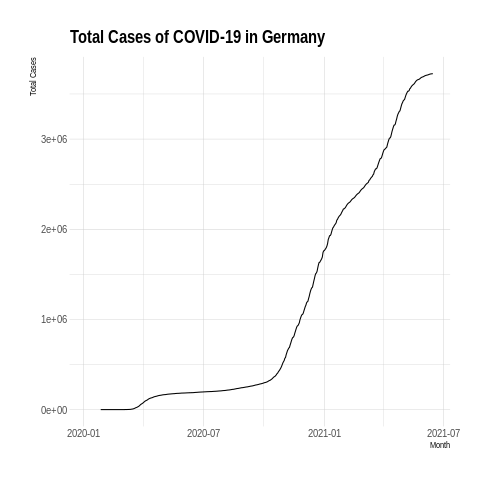 Total Cases of COVID-19 in Germany
Total Cases
3e+06
2e+06
1e+06
0e+00
2020-01 2020-07 2021-01 2021-07
Month